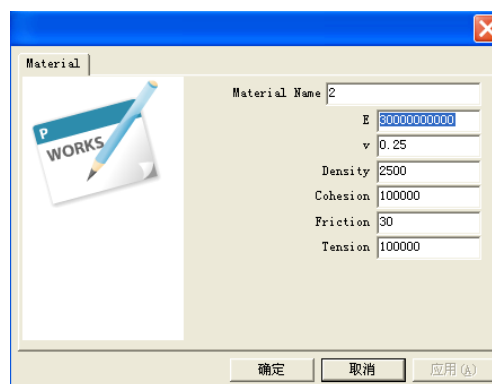 Material
P
WORKS
Material Name 2
E 30000000000
v 0.25
Density 2500
Cohesion 100000
Friction 30
Tension 100000
确定 取消 应用(A)